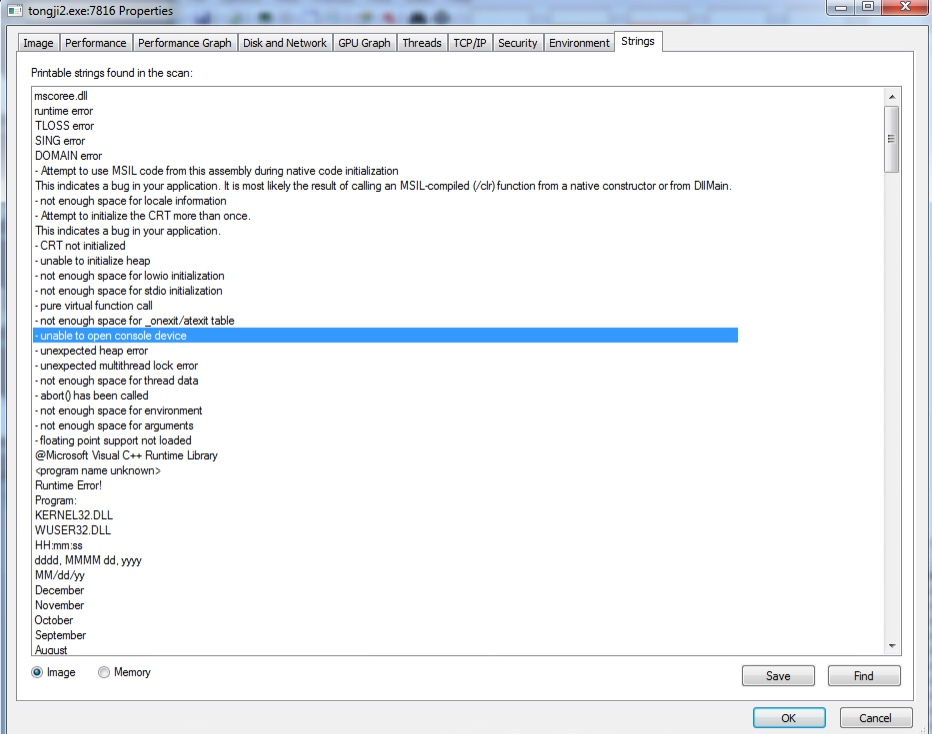 tongji2.exe:7816 Properties
Image Performance Performance Graph Disk and Network GPU Graph Threads TCP/IP Security Environment Strings
Printable strings found in the scan:
mscoree.dll
runtime error
TLOSS error
SING error
DOMAIN error
- Attempt to use MSIL code from this assembly during native code initialization
This indicates a bug in your application. It is most likely the result of calling an MSIL-compiled (/clr) function from a native constructor or from DllMain.
- not enough space for locale information
- Attempt to initialize the CRT more than once.
This indicates a bug in your application.
- CRT not initialized
- unable to initialize heap
- not enough space for lowio initialization
- not enough space for stdio initialization
- pure virtual function call
- not enough space for _onexit/atexit table
- unable to open console device
- unexpected heap error
- unexpected multithread lock error
- not enough space for thread data
- abort() has been called
- not enough space for environment
- not enough space for arguments
- floating point support not loaded
@Microsoft Visual C++ Runtime Library
<program name unknown>
Runtime Error!
Program:
KERNEL32.DLL
WUSER32.DLL
HH:mm:ss
dddd, MMMM dd, yyyy
MM/dd/yy
December
November
October
September
August
Image Memory
Save Find
OK Cancel